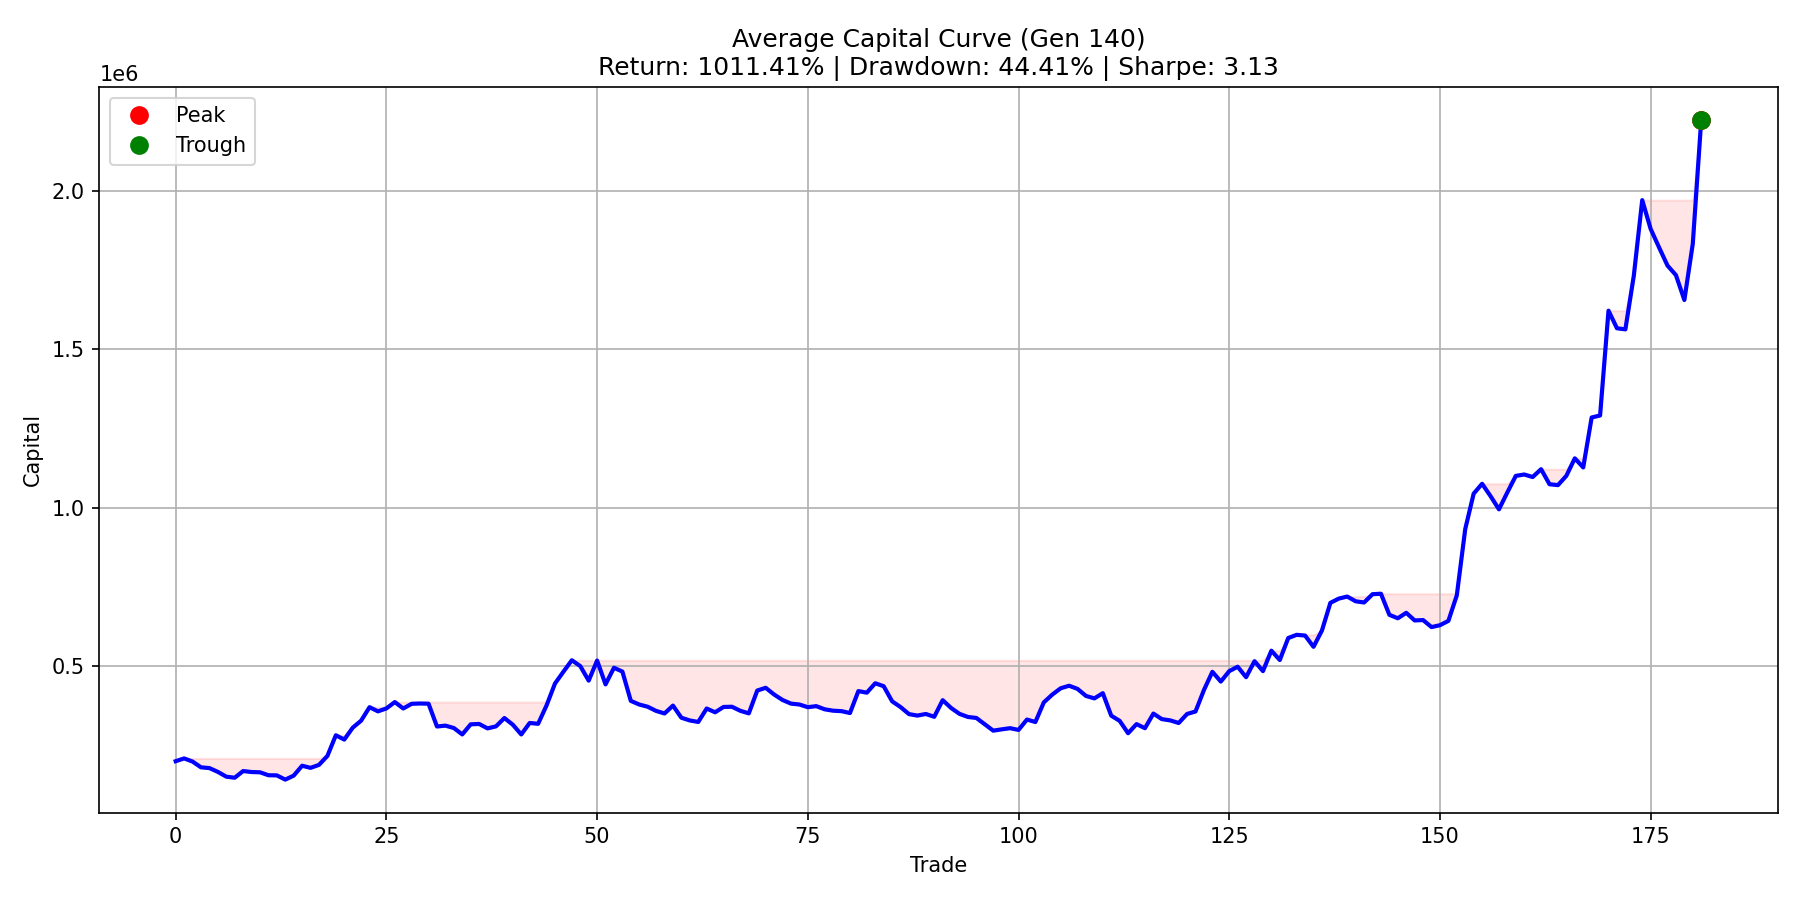 Average Capital Curve (Gen 140)
Return: 1011.41% | Drawdown: 44.41% | Sharpe: 3.13
1e6
Peak
Trough
2.0
1.5
1.0
0.5
Capital
0
25
50
75
100
125
150
175
Trade